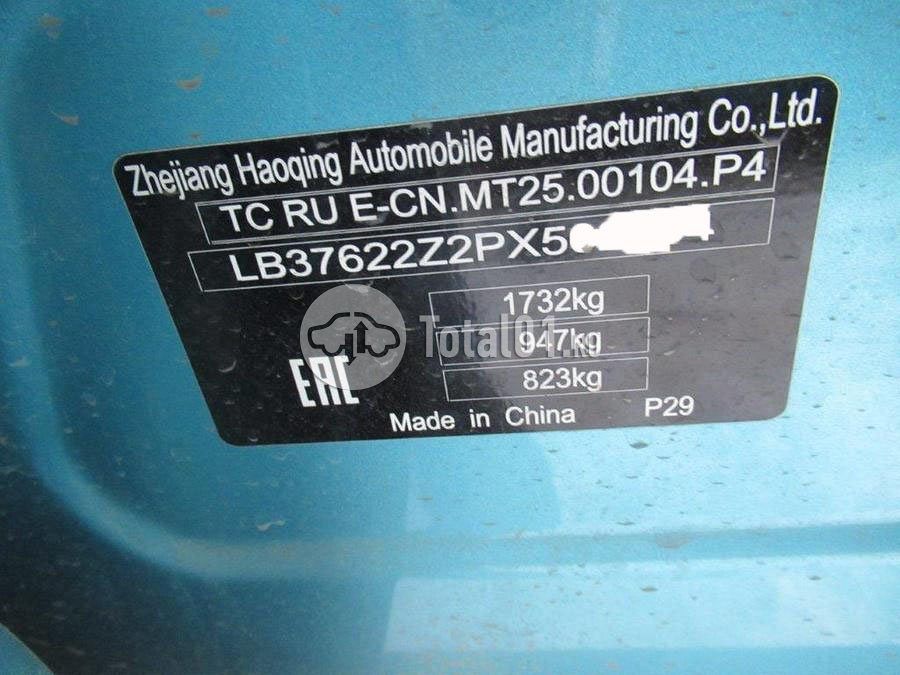 Zhejiang Haoqing Automobile Manufacturing Co.,Ltd.
TC RU E-CN.MT25.00104.P4
LB37622Z2PX5
1732kg
Total01
947kg
823kg
EAC
Made in China P29